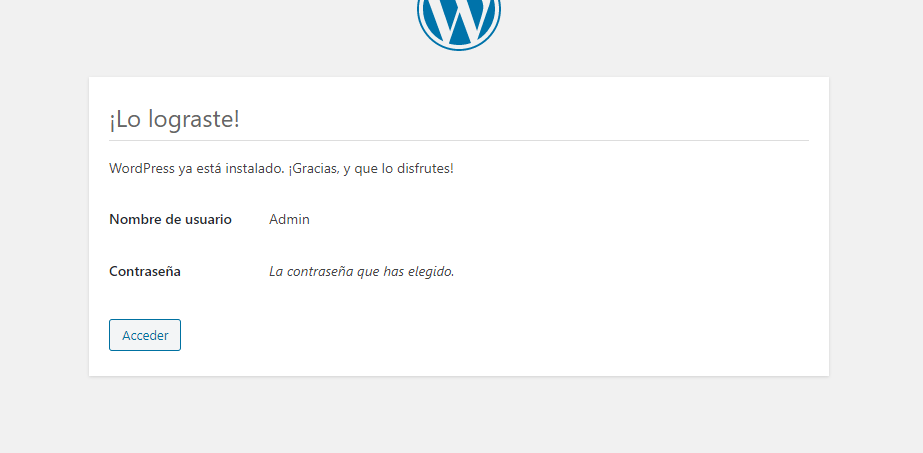 ¡Lo lograste!
WordPress ya está instalado. ¡Gracias, y que lo disfrutes!
Nombre de usuario Admin
Contraseña La contraseña que has elegido.
Acceder